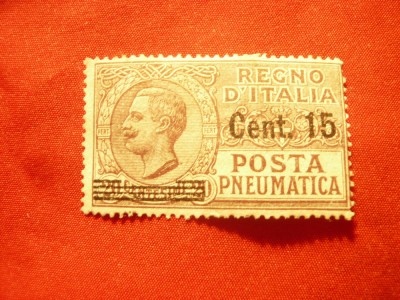 REGNO
D'ITALIA
Cent. 15
POSTA
PNEUMATICA